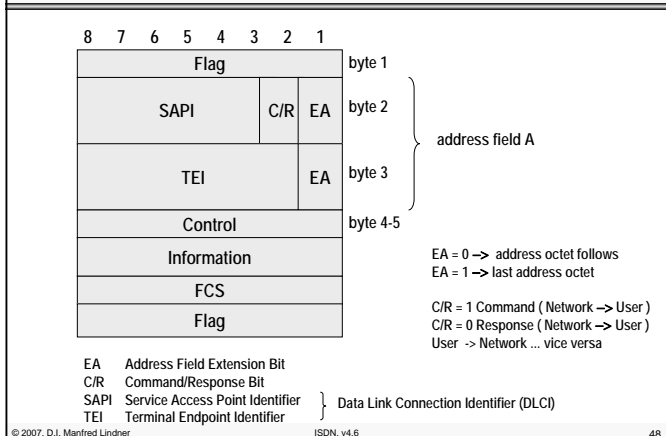 8 7 6 5 4 3 2 1
Flag byte 1
SAPI C/R EA byte 2
address field A
TEI EA byte 3
Control byte 4-5
Information
EA = 0 –> address octet follows
EA = 1 –> last address octet
FCS
C/R = 1 Command ( Network –> User )
Flag
C/R = 0 Response ( Network –> User )
User -> Network ... vice versa
EA Address Field Extension Bit
C/R Command/Response Bit
SAPI Service Access Point Identifier
TEI Terminal Endpoint Identifier
} Data Link Connection Identifier (DLCI)
© 2007, D.I. Manfred Lindner ISDN, v4.6 48